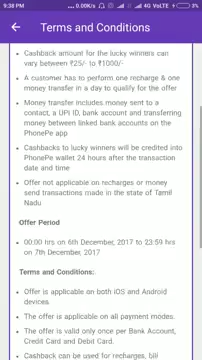 9:38 PM 0.00K/s 4G VoLTE
Terms and Conditions
Cashback amount for the lucky winners can
vary between ₹25/- to ₹1000/-
A customer has to perform one recharge & one
money transfer in a day to qualify for the offer
Money transfer includes money sent to a
contact, a UPI ID, bank account and transferring
money between linked bank accounts on the
PhonePe app
Cashbacks to lucky winners will be credited into
PhonePe wallet 24 hours after the transaction
date and time
Offer not applicable on recharges or money
send transactions made in the state of Tamil
Nadu
Offer Period
00.00 hrs on 6th December, 2017 to 23:59 hrs
on 7th December, 2017
Terms and Conditions:
Offer is applicable on both iOS and Android
devices.
The offer is applicable on all payment modes.
The offer is valid only once per Bank Account,
Credit Card and Debit Card.
Cashback can be used for recharges, bill